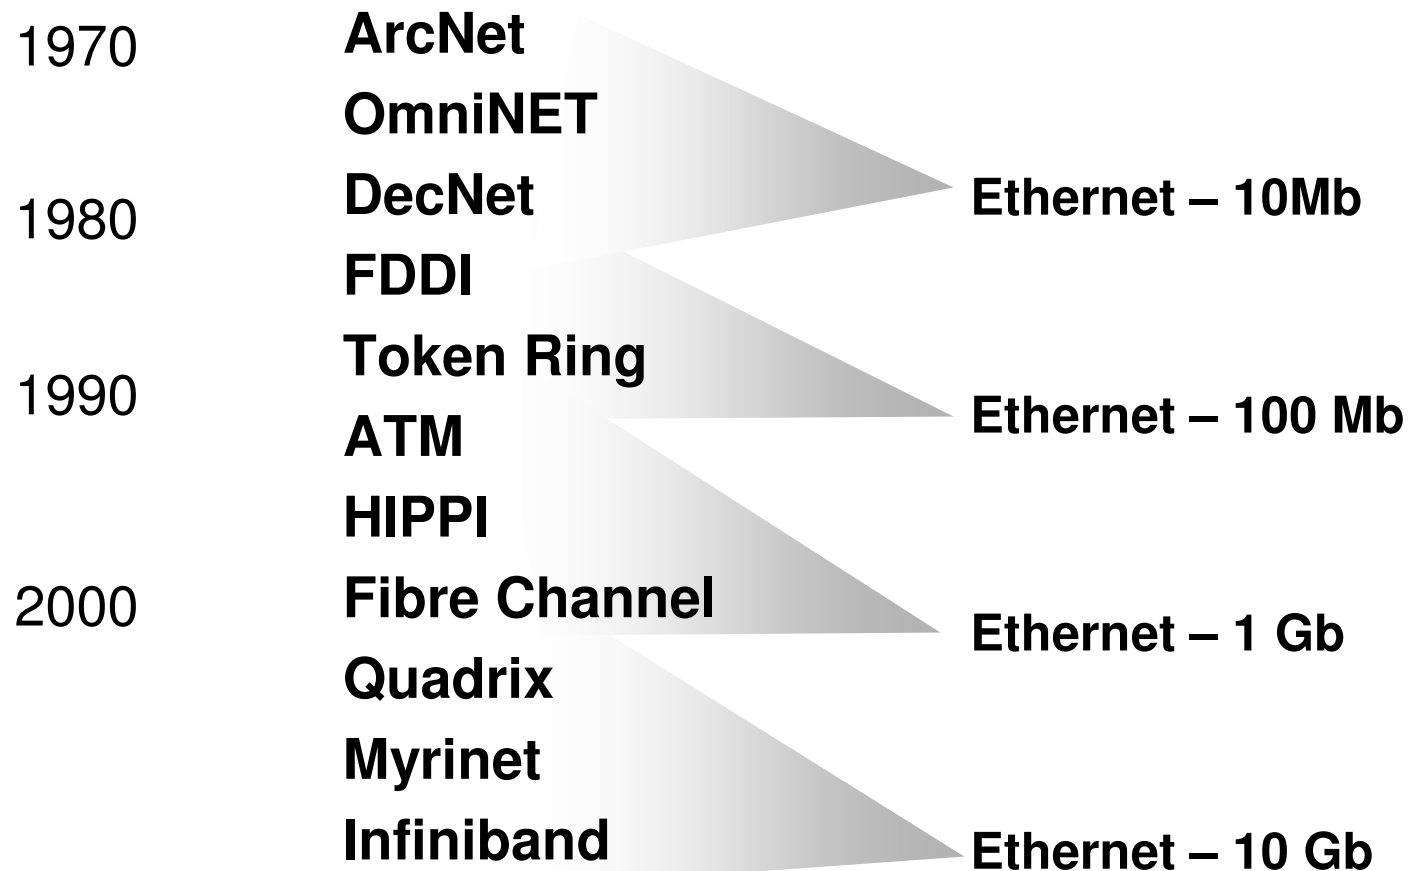 1970
ArcNet
OmniNET
DecNet
Ethernet – 10Mb
1980
FDDI
Token Ring
1990
Ethernet – 100 Mb
ATM
HIPPI
Fibre Channel
2000
Ethernet – 1 Gb
Quadrix
Myrinet
Infiniband
Ethernet – 10 Gb